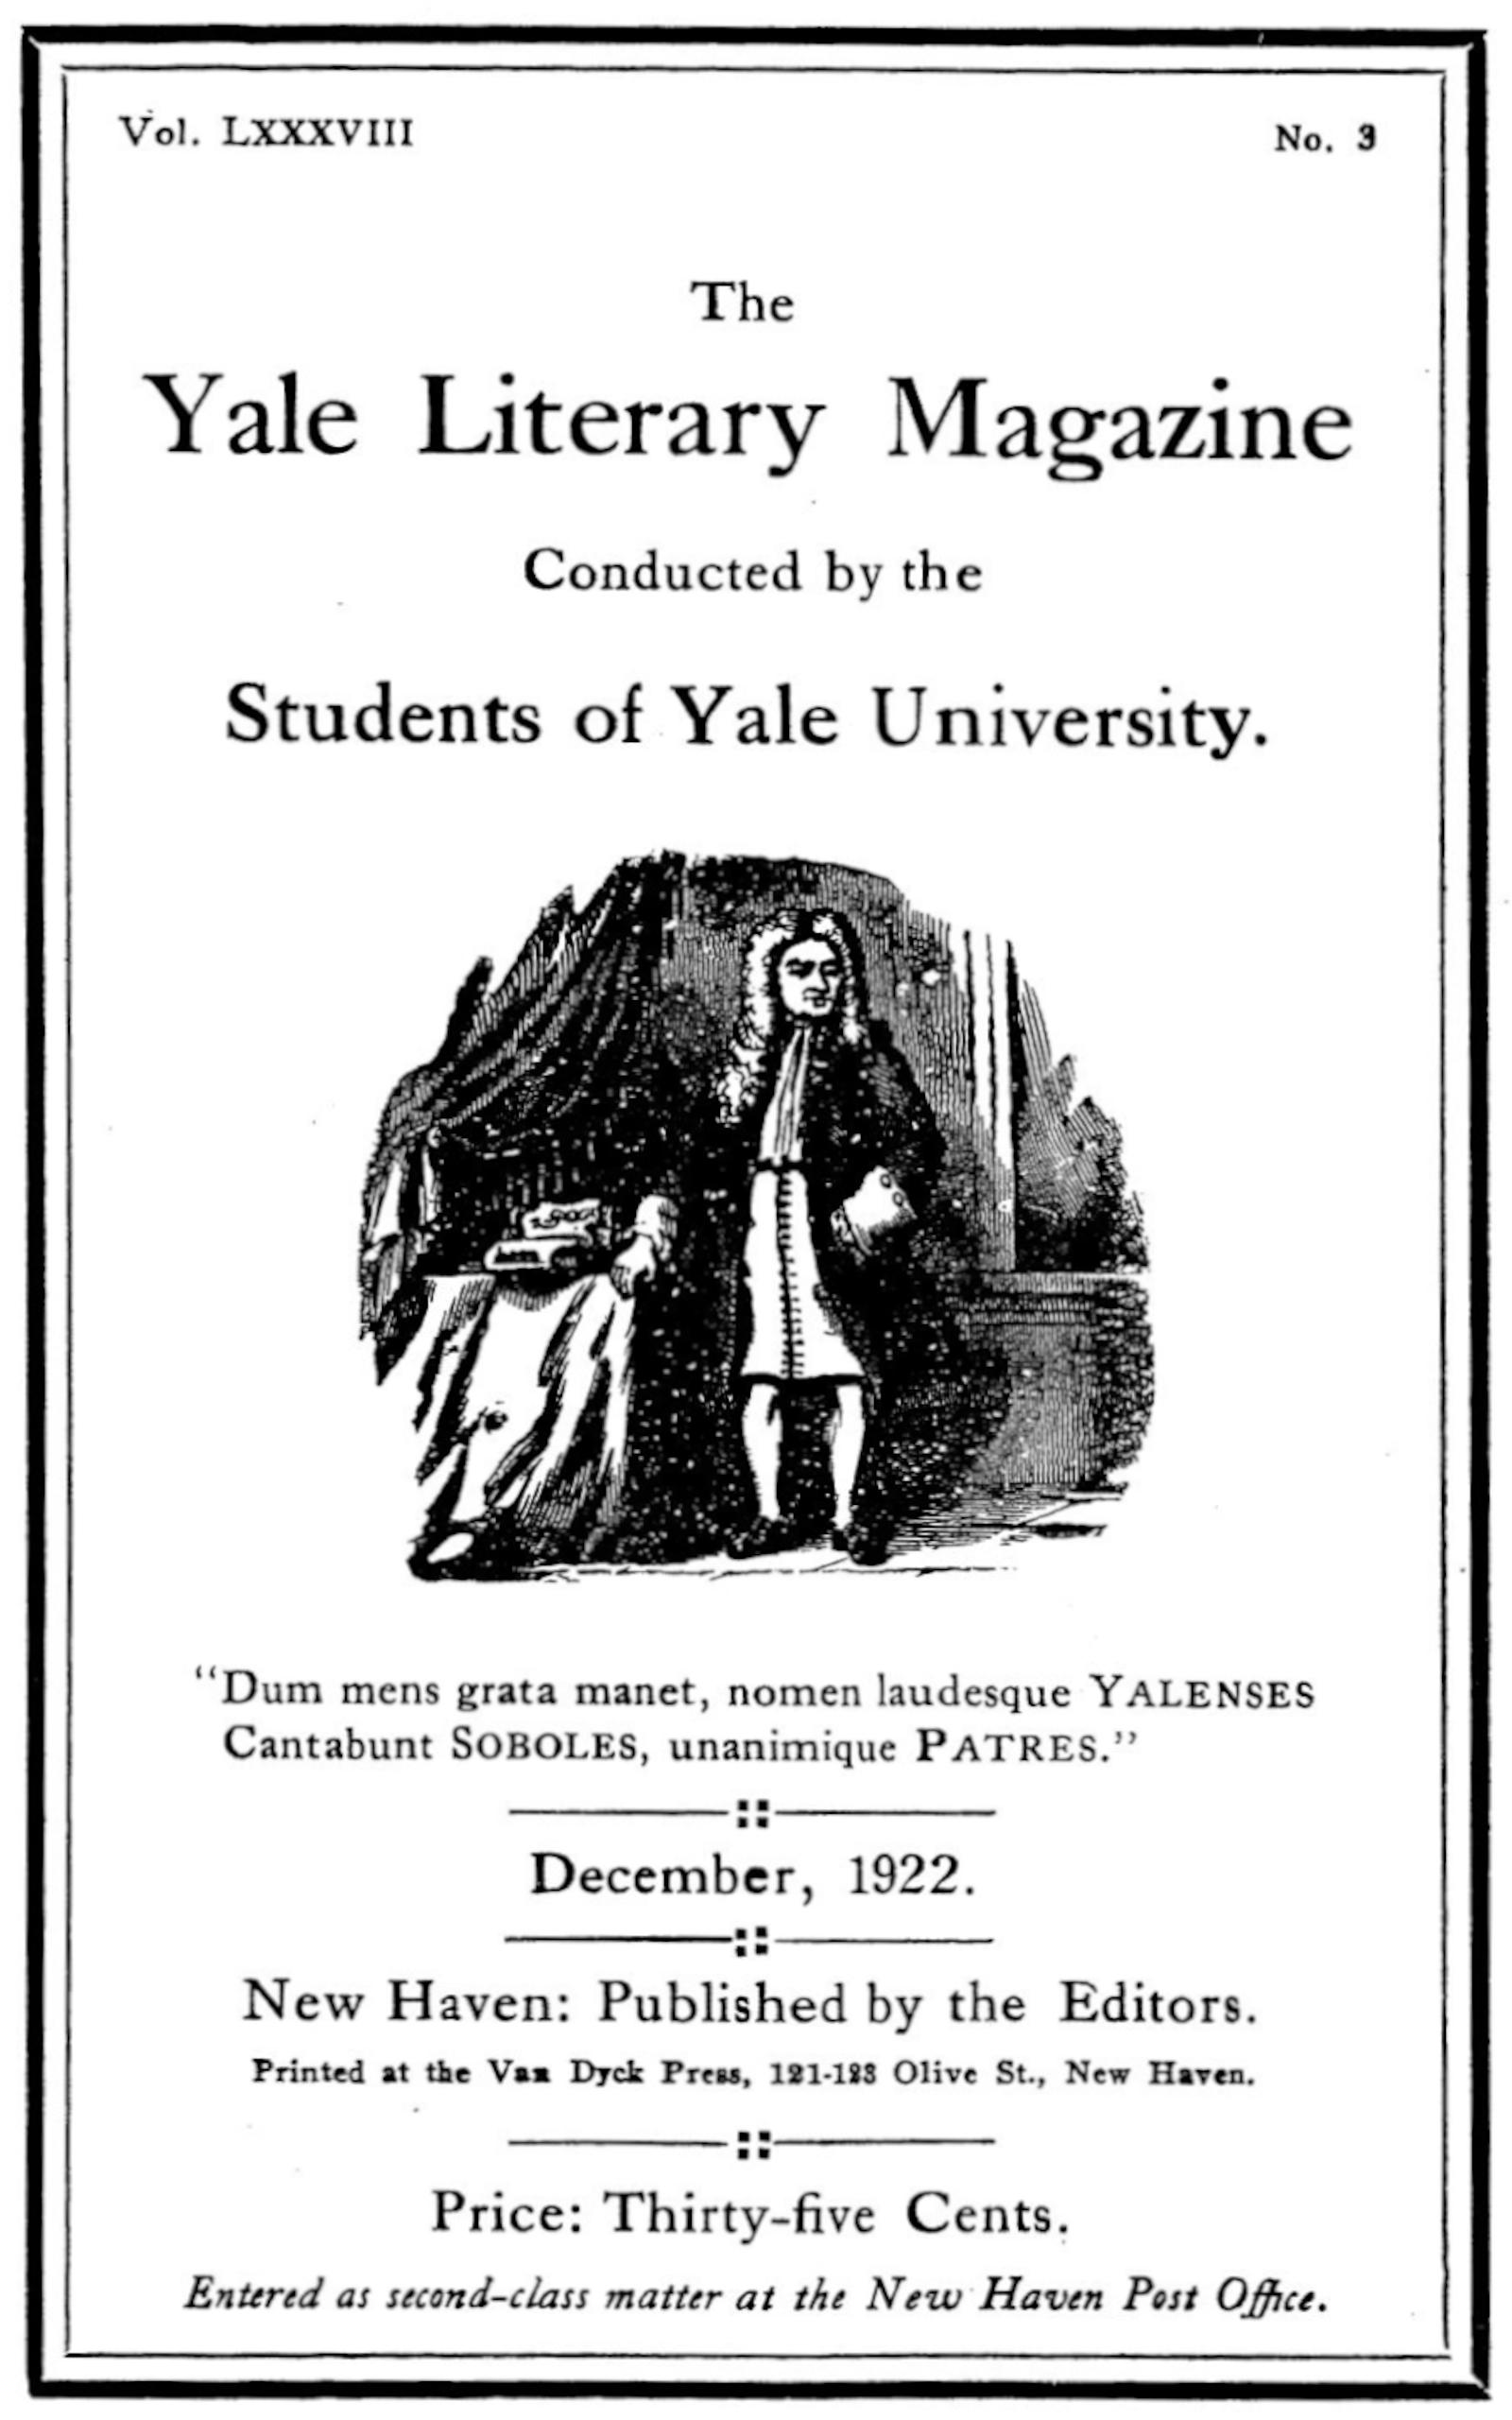 Vol. LXXXVIII
No. 3
The
Yale Literary Magazine
Conducted by the
Students of Yale University.
“Dum mens grata manet, nomen laudesque YALENSES
Cantabunt SOBOLES, unanimique PATRES.”
December, 1922.
New Haven: Published by the Editors.
Printed at the Van Dyck Press, 121-123 Olive St., New Haven.
Price: Thirty-five Cents.
Entered as second-class matter at the New Haven Post Office.